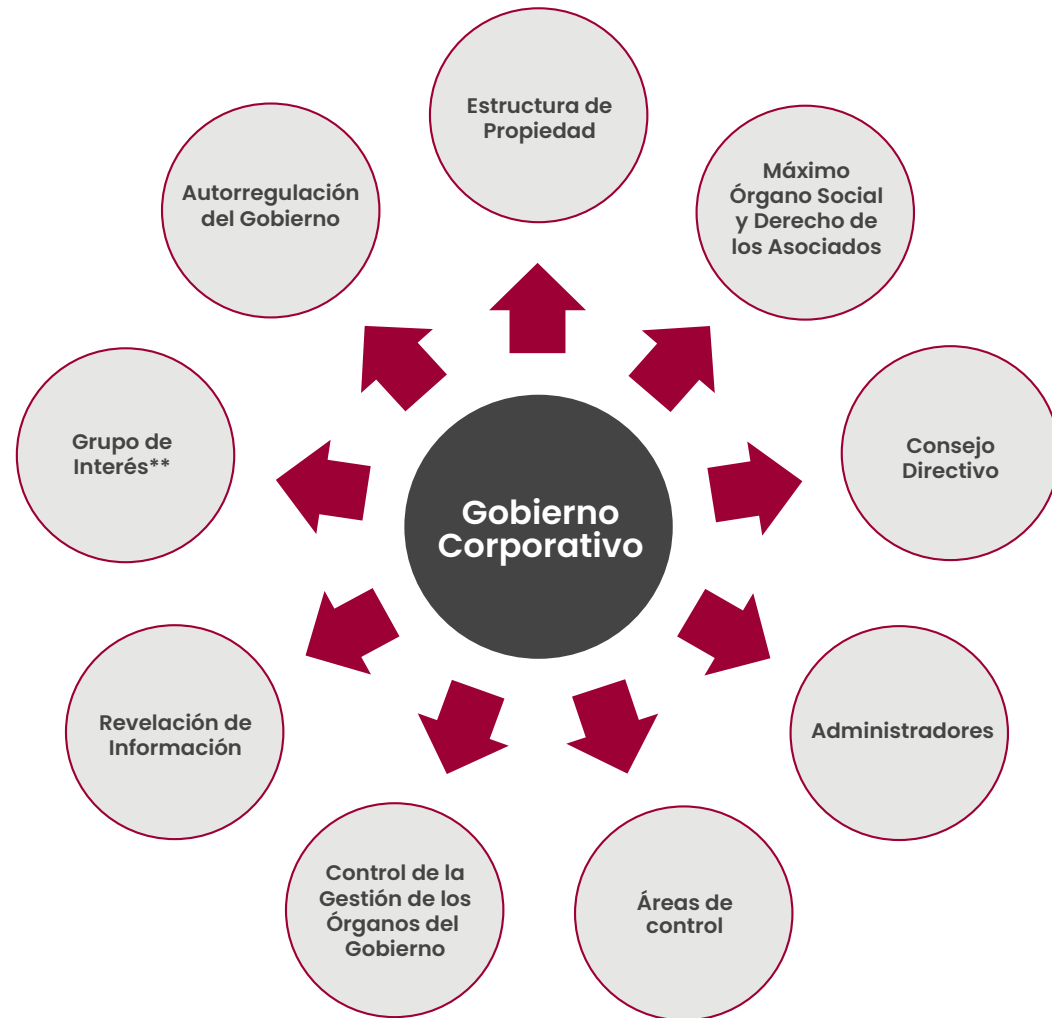 Estructura de
Propiedad
Máximo
Órgano Social
y Derecho de
los Asociados
Consejo
Directivo
Administradores
Áreas de
control
Control de la
Gestión de los
Órganos del
Gobierno
Revelación de
Información
Grupo de
Interés**
Autorregulación
del Gobierno
Gobierno
Corporativo